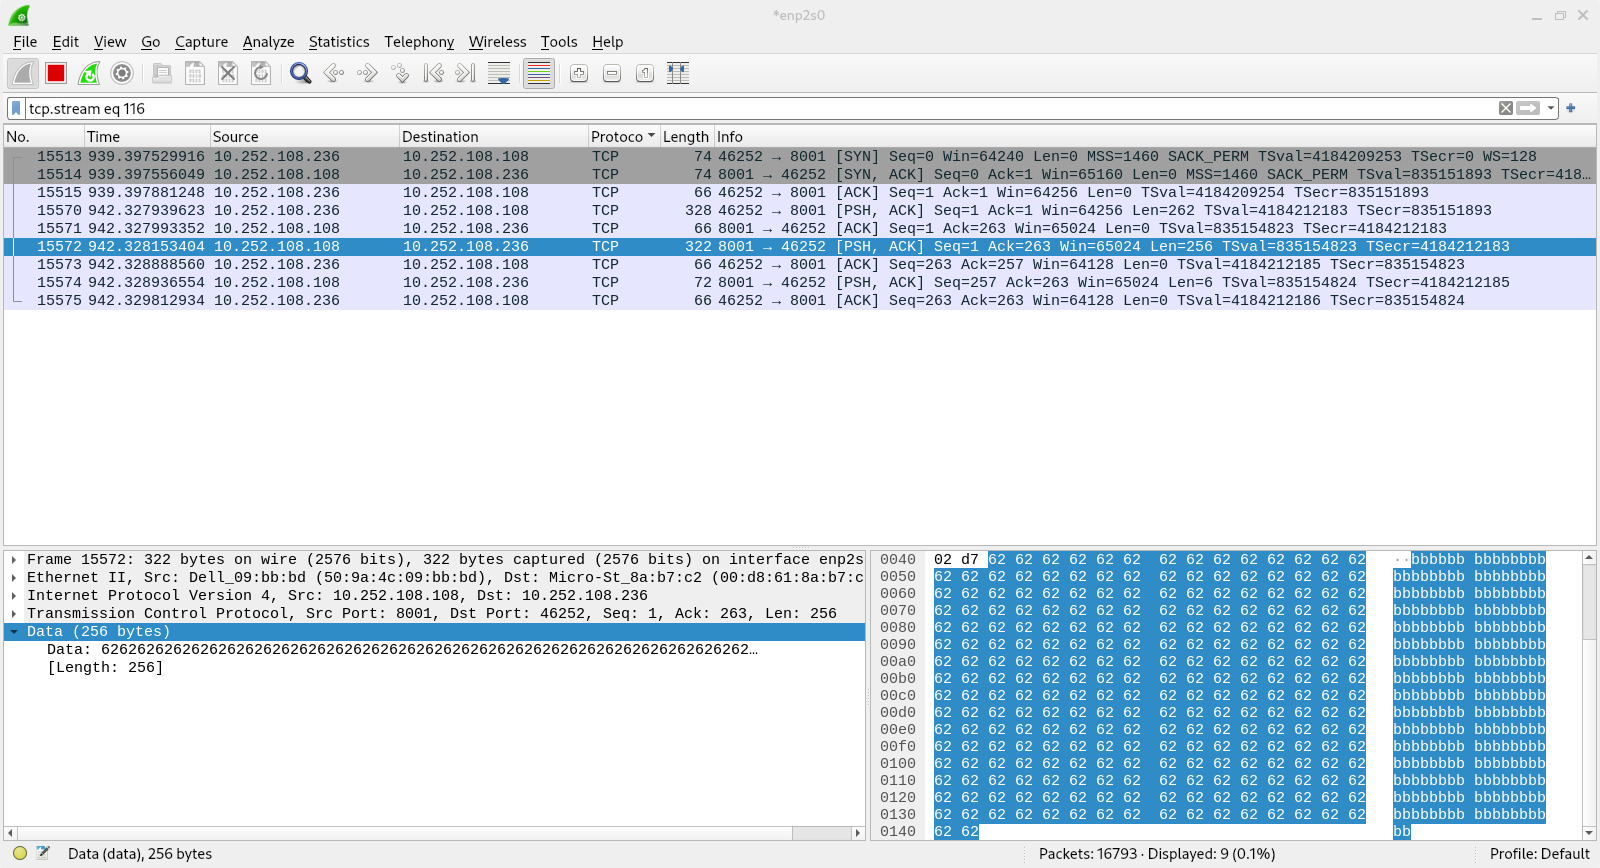 *enp2s0
File Edit View Go Capture Analyze Statistics Telephony Wireless Tools Help
tcp.stream eq 116
No. Time Source Destination Protoco Length Info
15513 939.397529916 10.252.108.236 10.252.108.108 TCP 74 46252 → 8001 [SYN] Seq=0 Win=64240 Len=0 MSS=1460 SACK_PERM TSval=4184209253 TSecr=0 WS=128
15514 939.397556049 10.252.108.108 10.252.108.236 TCP 74 8001 → 46252 [SYN, ACK] Seq=0 Ack=1 Win=65160 Len=0 MSS=1460 SACK_PERM TSval=835151893 TSecr=418…
15515 939.397881248 10.252.108.236 10.252.108.108 TCP 66 46252 → 8001 [ACK] Seq=1 Ack=1 Win=64256 Len=0 TSval=4184209254 TSecr=835151893
15570 942.327939623 10.252.108.236 10.252.108.108 TCP 328 46252 → 8001 [PSH, ACK] Seq=1 Ack=1 Win=64256 Len=262 TSval=4184212183 TSecr=835151893
15571 942.327993352 10.252.108.108 10.252.108.236 TCP 66 8001 → 46252 [ACK] Seq=1 Ack=263 Win=65024 Len=0 TSval=835154823 TSecr=4184212183
15572 942.328153404 10.252.108.108 10.252.108.236 TCP 322 8001 → 46252 [PSH, ACK] Seq=1 Ack=263 Win=65024 Len=256 TSval=835154823 TSecr=4184212183
15573 942.328888560 10.252.108.236 10.252.108.108 TCP 66 46252 → 8001 [ACK] Seq=263 Ack=257 Win=64128 Len=0 TSval=4184212185 TSecr=835154823
15574 942.328936554 10.252.108.108 10.252.108.236 TCP 72 8001 → 46252 [PSH, ACK] Seq=257 Ack=263 Win=65024 Len=6 TSval=835154824 TSecr=4184212185
15575 942.329812934 10.252.108.236 10.252.108.108 TCP 66 46252 → 8001 [ACK] Seq=263 Ack=263 Win=64128 Len=0 TSval=4184212186 TSecr=835154824
Frame 15572: 322 bytes on wire (2576 bits), 322 bytes captured (2576 bits) on interface enp2s
Ethernet II, Src: Dell_09:bb:bd (50:9a:4c:09:bb:bd), Dst: Micro-St_8a:b7:c2 (00:d8:61:8a:b7:c
Internet Protocol Version 4, Src: 10.252.108.108, Dst: 10.252.108.236
Transmission Control Protocol, Src Port: 8001, Dst Port: 46252, Seq: 1, Ack: 263, Len: 256
Data (256 bytes)
Data: 626262626262626262626262626262626262626262626262626262626262626262626262…
[Length: 256]
0040 02 d7 62 62 62 62 62 62 62 62 62 62 62 62 62 62 ··bbbbbb bbbbbbbb
0050 62 62 62 62 62 62 62 62 62 62 62 62 62 62 62 62 bbbbbbbb bbbbbbbb
0060 62 62 62 62 62 62 62 62 62 62 62 62 62 62 62 62 bbbbbbbb bbbbbbbb
0070 62 62 62 62 62 62 62 62 62 62 62 62 62 62 62 62 bbbbbbbb bbbbbbbb
0080 62 62 62 62 62 62 62 62 62 62 62 62 62 62 62 62 bbbbbbbb bbbbbbbb
0090 62 62 62 62 62 62 62 62 62 62 62 62 62 62 62 62 bbbbbbbb bbbbbbbb
00a0 62 62 62 62 62 62 62 62 62 62 62 62 62 62 62 62 bbbbbbbb bbbbbbbb
00b0 62 62 62 62 62 62 62 62 62 62 62 62 62 62 62 62 bbbbbbbb bbbbbbbb
00c0 62 62 62 62 62 62 62 62 62 62 62 62 62 62 62 62 bbbbbbbb bbbbbbbb
00d0 62 62 62 62 62 62 62 62 62 62 62 62 62 62 62 62 bbbbbbbb bbbbbbbb
00e0 62 62 62 62 62 62 62 62 62 62 62 62 62 62 62 62 bbbbbbbb bbbbbbbb
00f0 62 62 62 62 62 62 62 62 62 62 62 62 62 62 62 62 bbbbbbbb bbbbbbbb
0100 62 62 62 62 62 62 62 62 62 62 62 62 62 62 62 62 bbbbbbbb bbbbbbbb
0110 62 62 62 62 62 62 62 62 62 62 62 62 62 62 62 62 bbbbbbbb bbbbbbbb
0120 62 62 62 62 62 62 62 62 62 62 62 62 62 62 62 62 bbbbbbbb bbbbbbbb
0130 62 62 62 62 62 62 62 62 62 62 62 62 62 62 62 62 bbbbbbbb bbbbbbbb
0140 62 62 bb
Data (data), 256 bytes
Packets: 16793 · Displayed: 9 (0.1%)
Profile: Default